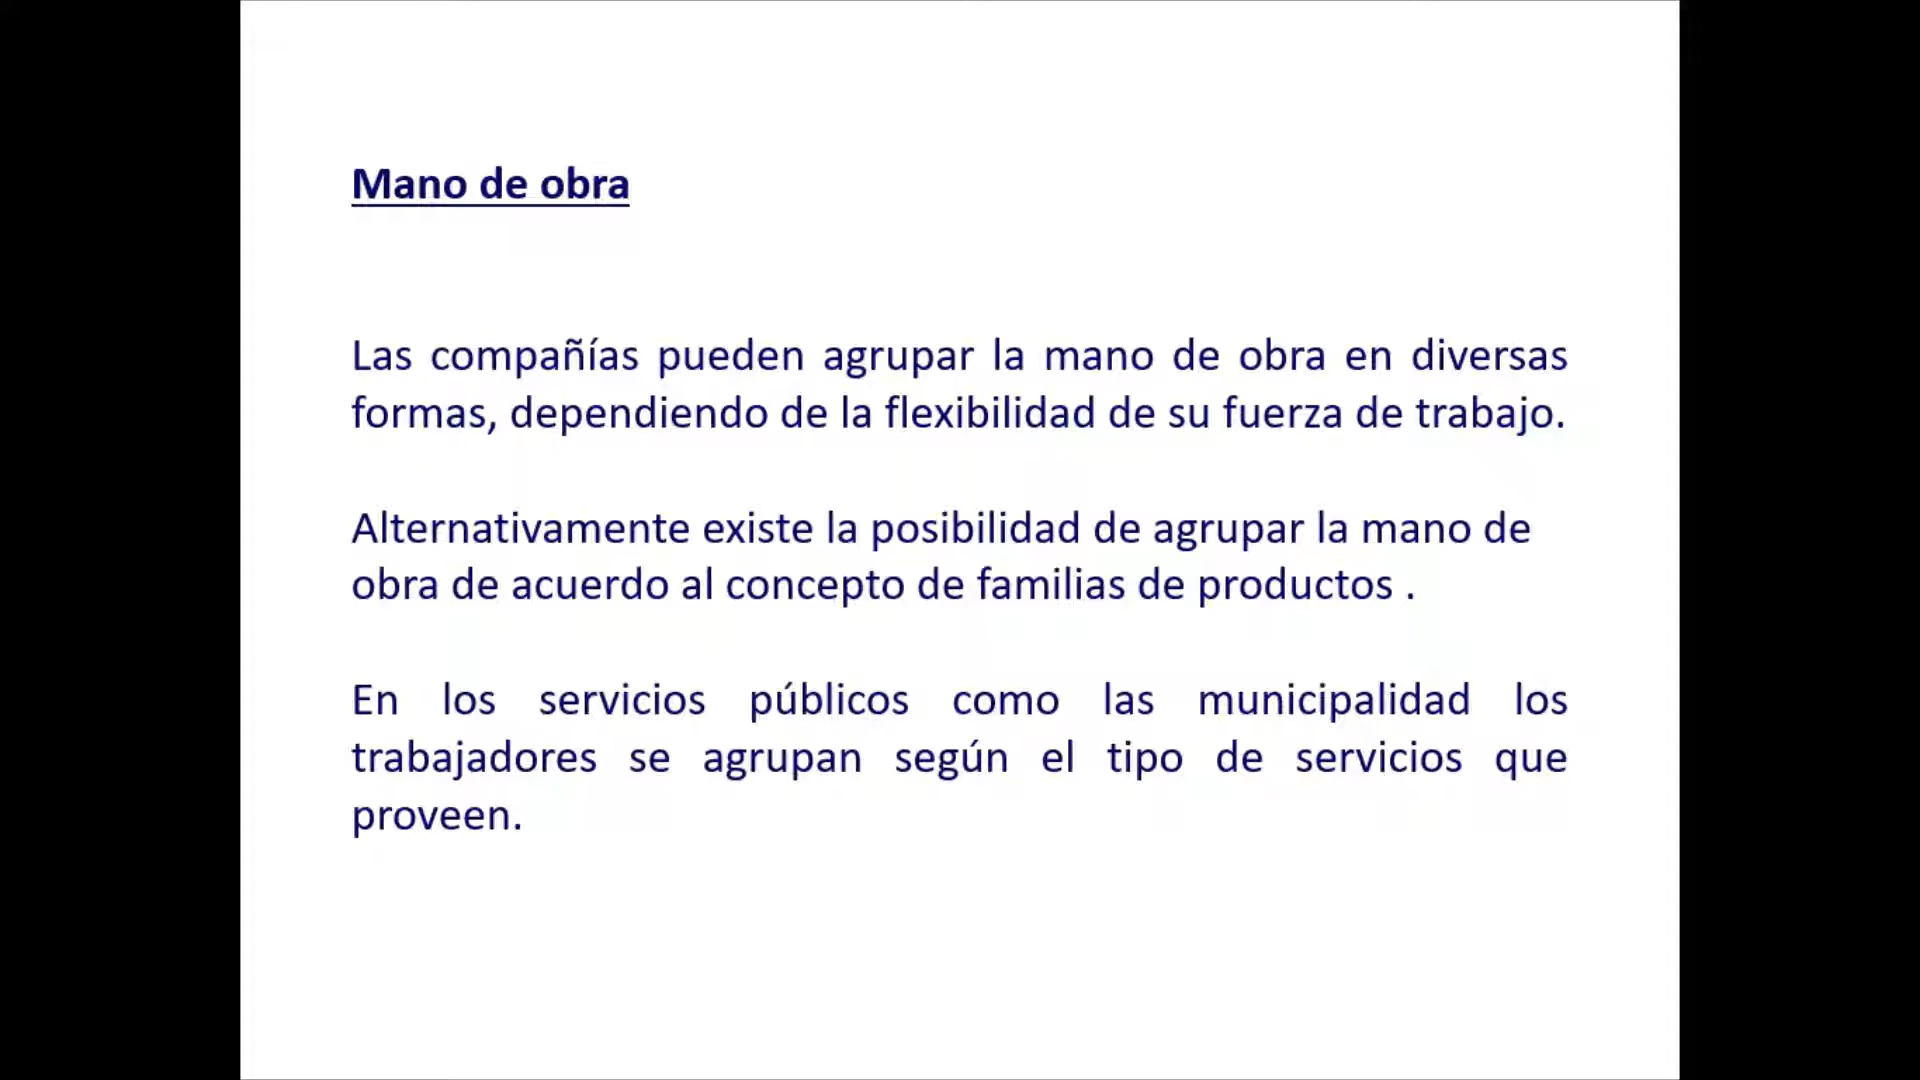 Mano de obra
Las compañías pueden agrupar la mano de obra en diversas
formas, dependiendo de la flexibilidad de su fuerza de trabajo.
Alternativamente existe la posibilidad de agrupar la mano de
obra de acuerdo al concepto de familias de productos .
En los servicios públicos como las municipalidad los
trabajadores se agrupan según el tipo de servicios que
proveen.